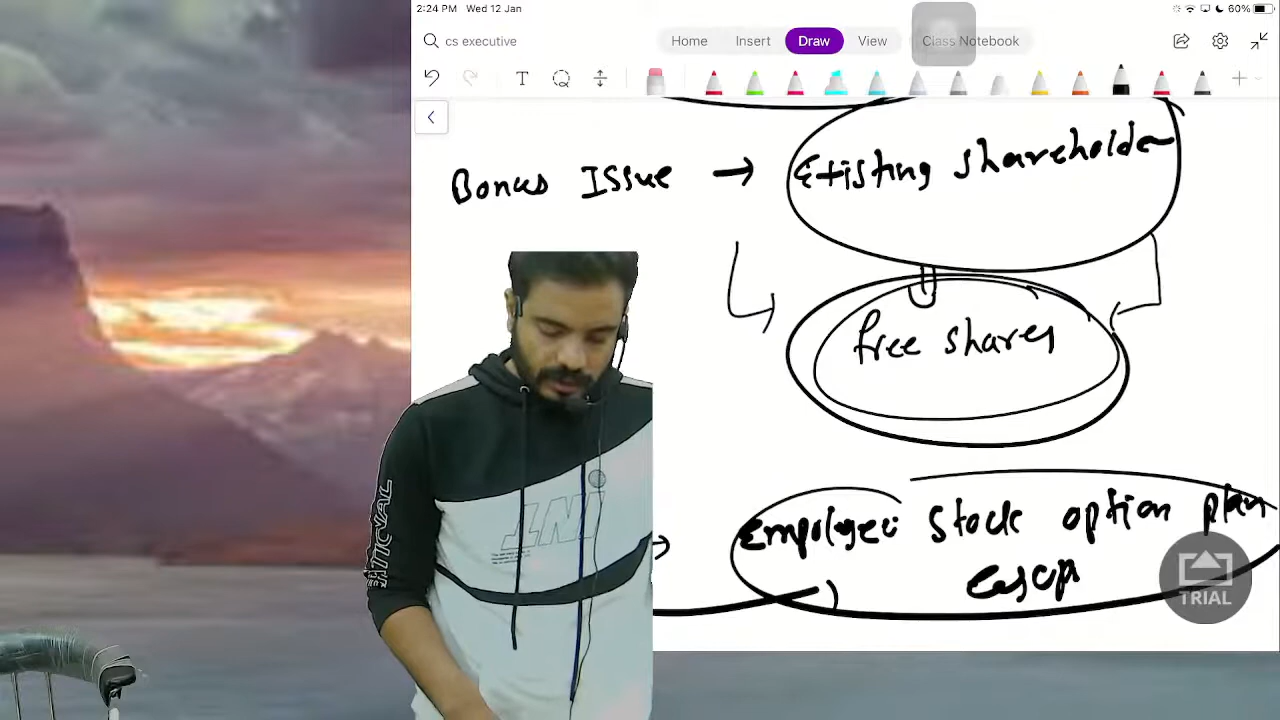 2:24 PM Wed 12 Jan
60%
cs executive
Home Insert Draw View Class Notebook
T
Bonus Issue → Existing shareholder
free shares
Employee stock option plan
ESOP
TRIAL